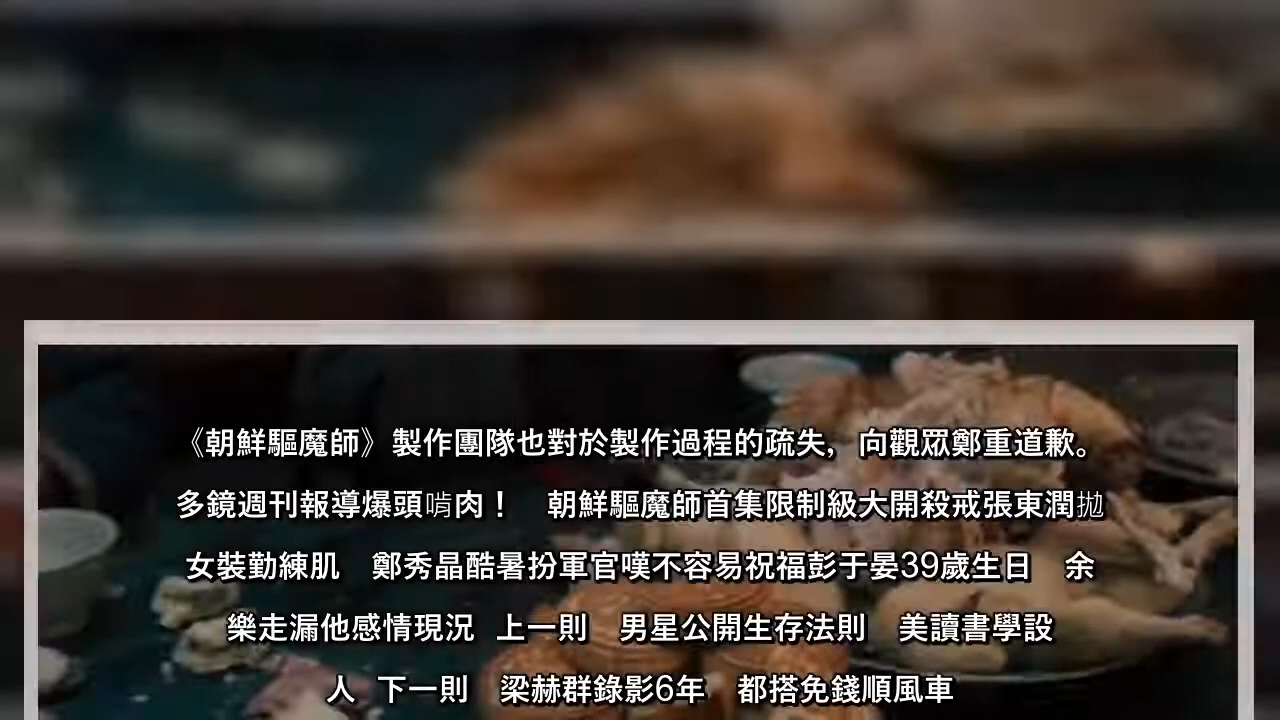 《朝鮮驅魔師》製作團隊也對於製作過程的疏失，向觀眾鄭重道歉。
多鏡週刊報導爆頭啃肉！　朝鮮驅魔師首集限制級大開殺戒張東潤拋
女裝勤練肌　鄭秀晶酷暑扮軍官嘆不容易祝福彭于晏39歲生日　余
樂走漏他感情現況 上一則　男星公開生存法則　美讀書學設
人 下一則　梁赫群錄影6年　都搭免錢順風車